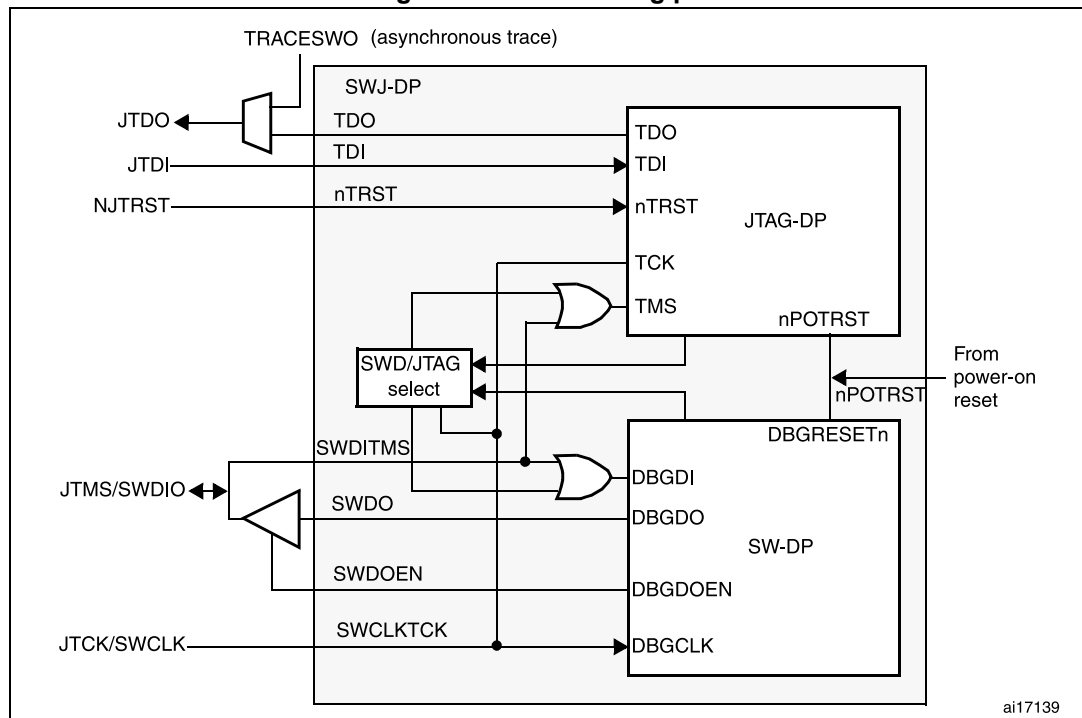 TRACESWO (asynchronous trace)
SWJ-DP
JTDO
TDO
TDO
JTDI
TDI
TDI
NJTRST
nTRST
nTRST
JTAG-DP
TCK
TMS
nPOTRST
SWD/JTAG
select
From
power-on
reset
nPOTRST
DBGRESETn
SWDITMS
DBGDI
JTMS/SWDIO
SWDO
DBGDO
SW-DP
SWDOEN
DBGDOEN
JTCK/SWCLK
SWCLKTCK
DBGCLK
ai17139